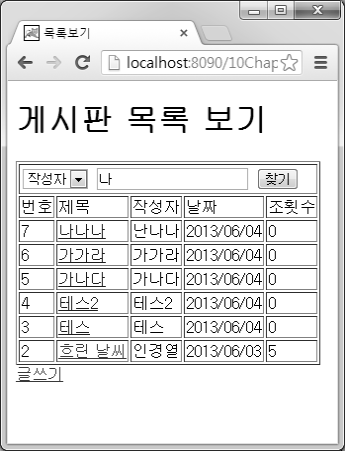 목록보기
localhost:8090/10Chap
게시판 목록 보기
작성자 나 찾기
번호 제목 작성자 날짜 조횟수
7 나나나 난나나 2013/06/04 0
6 가가라 가가라 2013/06/04 0
5 가나다 가나다 2013/06/04 0
4 테스2 테스2 2013/06/04 0
3 테스 테스 2013/06/04 0
2 흐린 날씨 인경열 2013/06/03 5
글쓰기